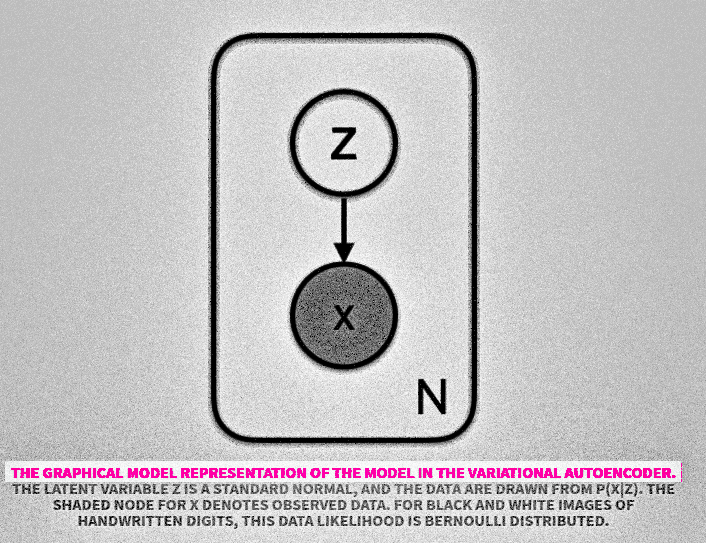 Z
X
N
THE GRAPHICAL MODEL REPRESENTATION OF THE MODEL IN THE VARIATIONAL AUTOENCODER.
THE LATENT VARIABLE Z IS A STANDARD NORMAL, AND THE DATA ARE DRAWN FROM P(X|Z). THE
SHADED NODE FOR X DENOTES OBSERVED DATA. FOR BLACK AND WHITE IMAGES OF
HANDWRITTEN DIGITS, THIS DATA LIKELIHOOD IS BERNOULLI DISTRIBUTED.